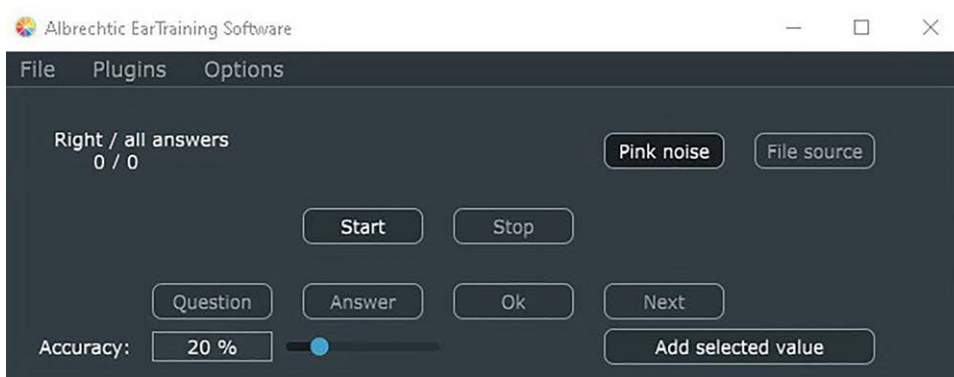 Albrechtic EarTraining Software
File Plugins Options
Right / all answers
0 / 0
Pink noise File source
Start Stop
Question Answer Ok Next
Accuracy: 20 % Add selected value